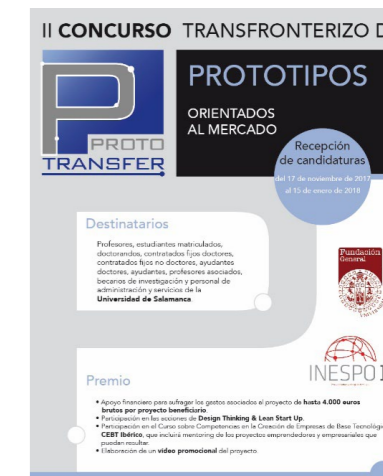 II CONCURSO TRANSFRONTERIZO D
PROTOTIPOS
ORIENTADOS
AL MERCADO
PROTO
TRANSFER
Recepción
de candidaturas
del 17 de noviembre de 2017
al 15 de enero de 2018
Destinatarios
Profesores, estudiantes matriculados,
doctorandos, contratados fijos doctores,
contratados fijos no doctores, ayudantes
doctores, ayudantes, profesores asociados,
becarios de investigación y personal de
administración y servicios de la
Universidad de Salamanca.
Fundación
General
INESPO
Premio
• Apoyo financiero para sufragar los gastos asociados al proyecto de hasta 4.000 euros
brutos por proyecto beneficiario.
• Participación en las acciones de Design Thinking & Lean Start Up.
• Participación en el Curso sobre Competencias en la Creación de Empresas de Base Tecnológic
CEBT Ibérico, que incluirá mentoring de los proyectos emprendedores y empresariales que
puedan resultar.
• Elaboración de un vídeo promocional del proyecto.